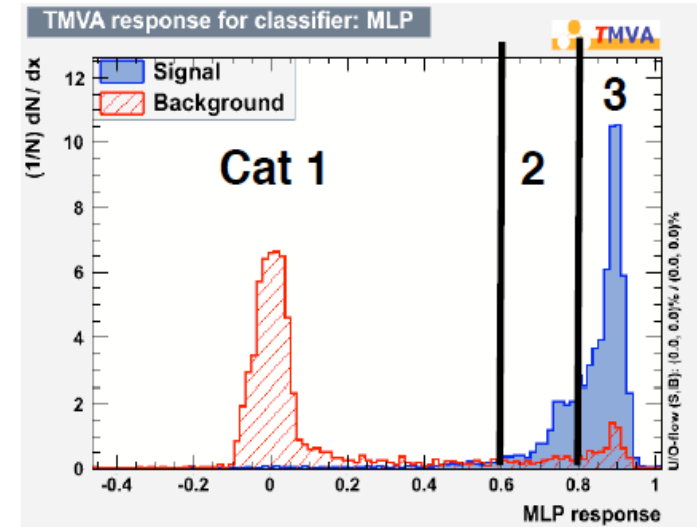 TMVA response for classifier: MLP
TMVA
Signal
Background
Cat 1
2
3
(1/N) dN / dx
12
10
8
6
4
2
0
-0.4 -0.2 0 0.2 0.4 0.6 0.8 1
MLP response
U/O-flow (S,B): (0.0, 0.0)% / (0.0, 0.0)%